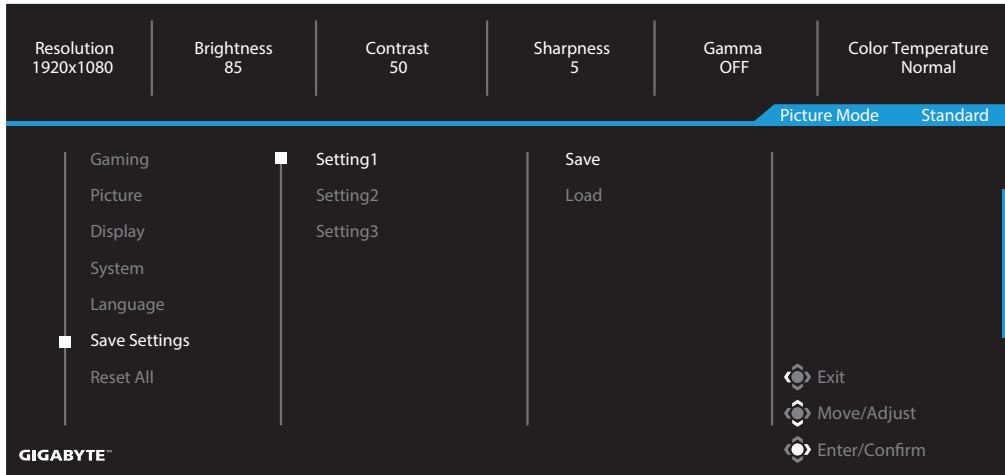 Resolution
1920x1080
Brightness
85
Contrast
50
Sharpness
5
Gamma
OFF
Color Temperature
Normal
Picture Mode Standard
Gaming
Picture
Display
System
Language
Save Settings
Reset All
Setting1
Setting2
Setting3
Save
Load
Exit
Move/Adjust
Enter/Confirm
GIGABYTE™